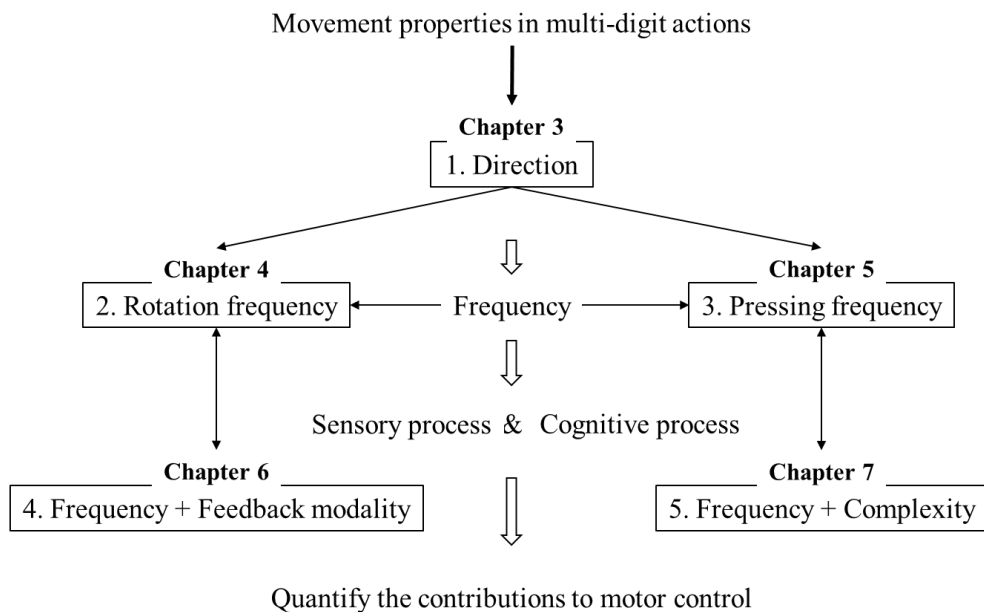 Movement properties in multi-digit actions
Chapter 3
1. Direction
Chapter 4
Chapter 5
2. Rotation frequency
Frequency
3. Pressing frequency
Sensory process & Cognitive process
Chapter 6
Chapter 7
4. Frequency + Feedback modality
5. Frequency + Complexity
Quantify the contributions to motor control